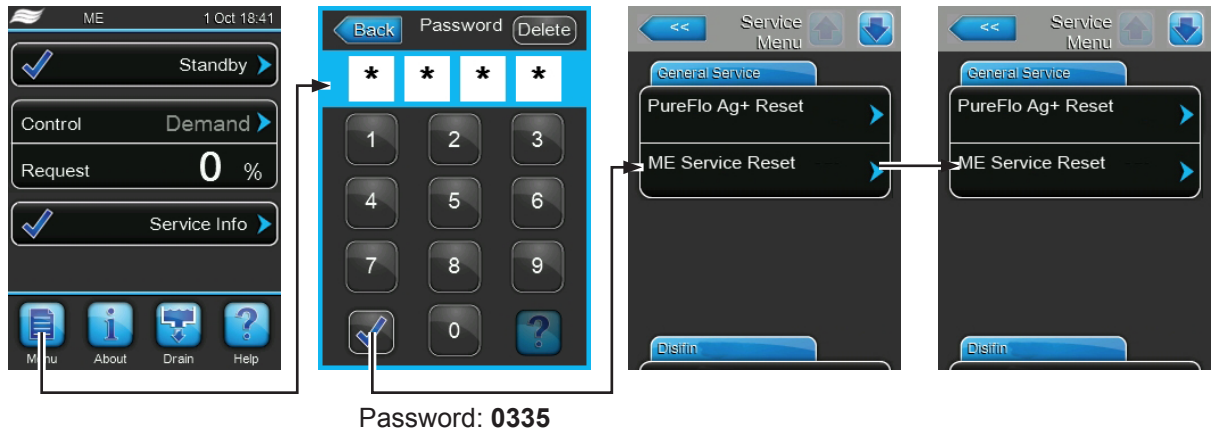 ME 1 Oct 18:41
Standby
Control Demand
Request 0 %
Service Info
Menu About Drain Help
Back Password Delete
* * * *
1 2 3
4 5 6
7 8 9
0 ?
Password: 0335
<< Service
Menu
General Service
PureFlo Ag+ Reset
ME Service Reset
Disifin
<< Service
Menu
General Service
PureFlo Ag+ Reset
ME Service Reset
Disifin